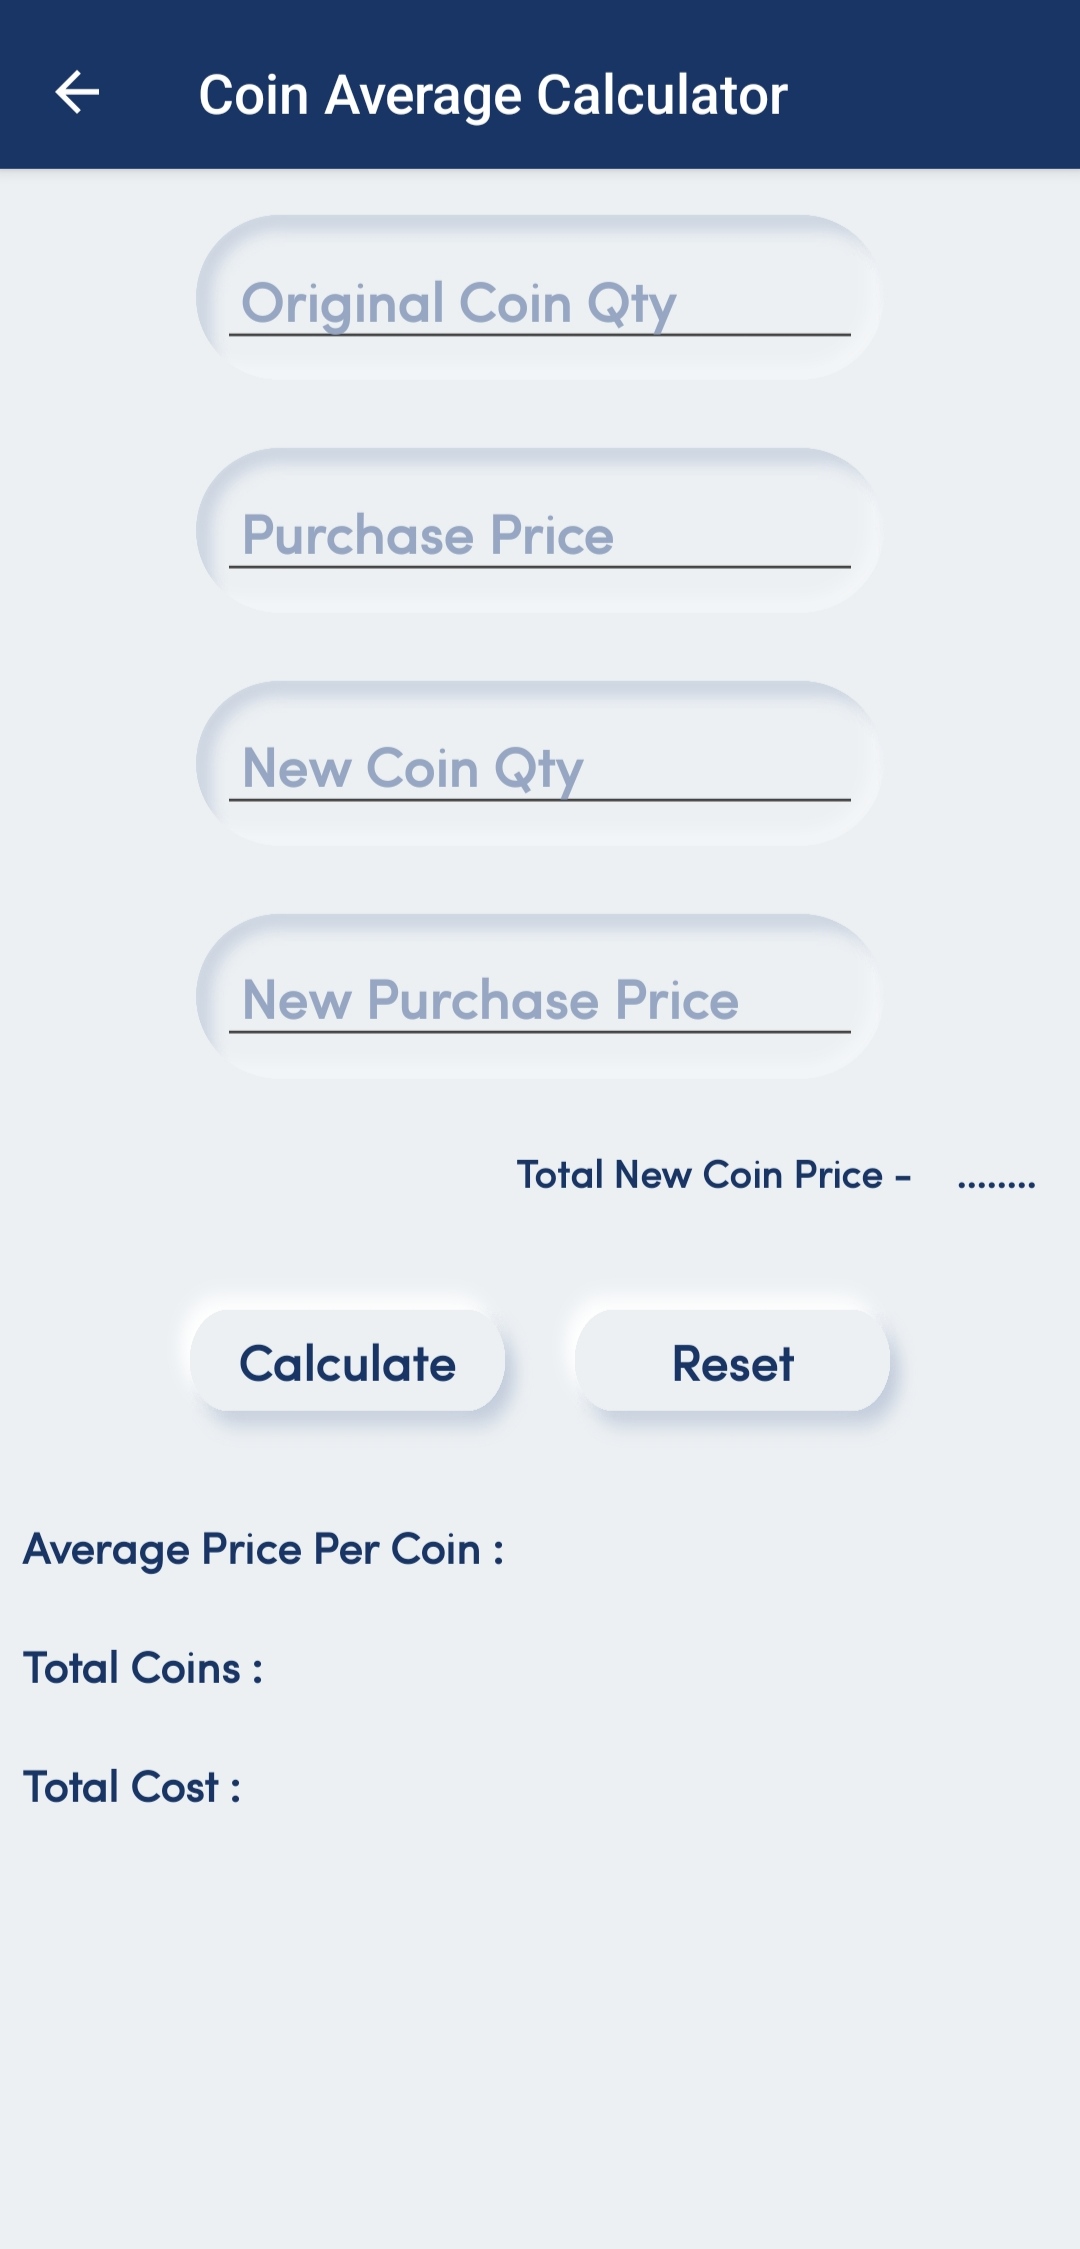 Coin Average Calculator
Original Coin Qty
Purchase Price
New Coin Qty
New Purchase Price
Total New Coin Price - ........
Calculate Reset
Average Price Per Coin :
Total Coins :
Total Cost :